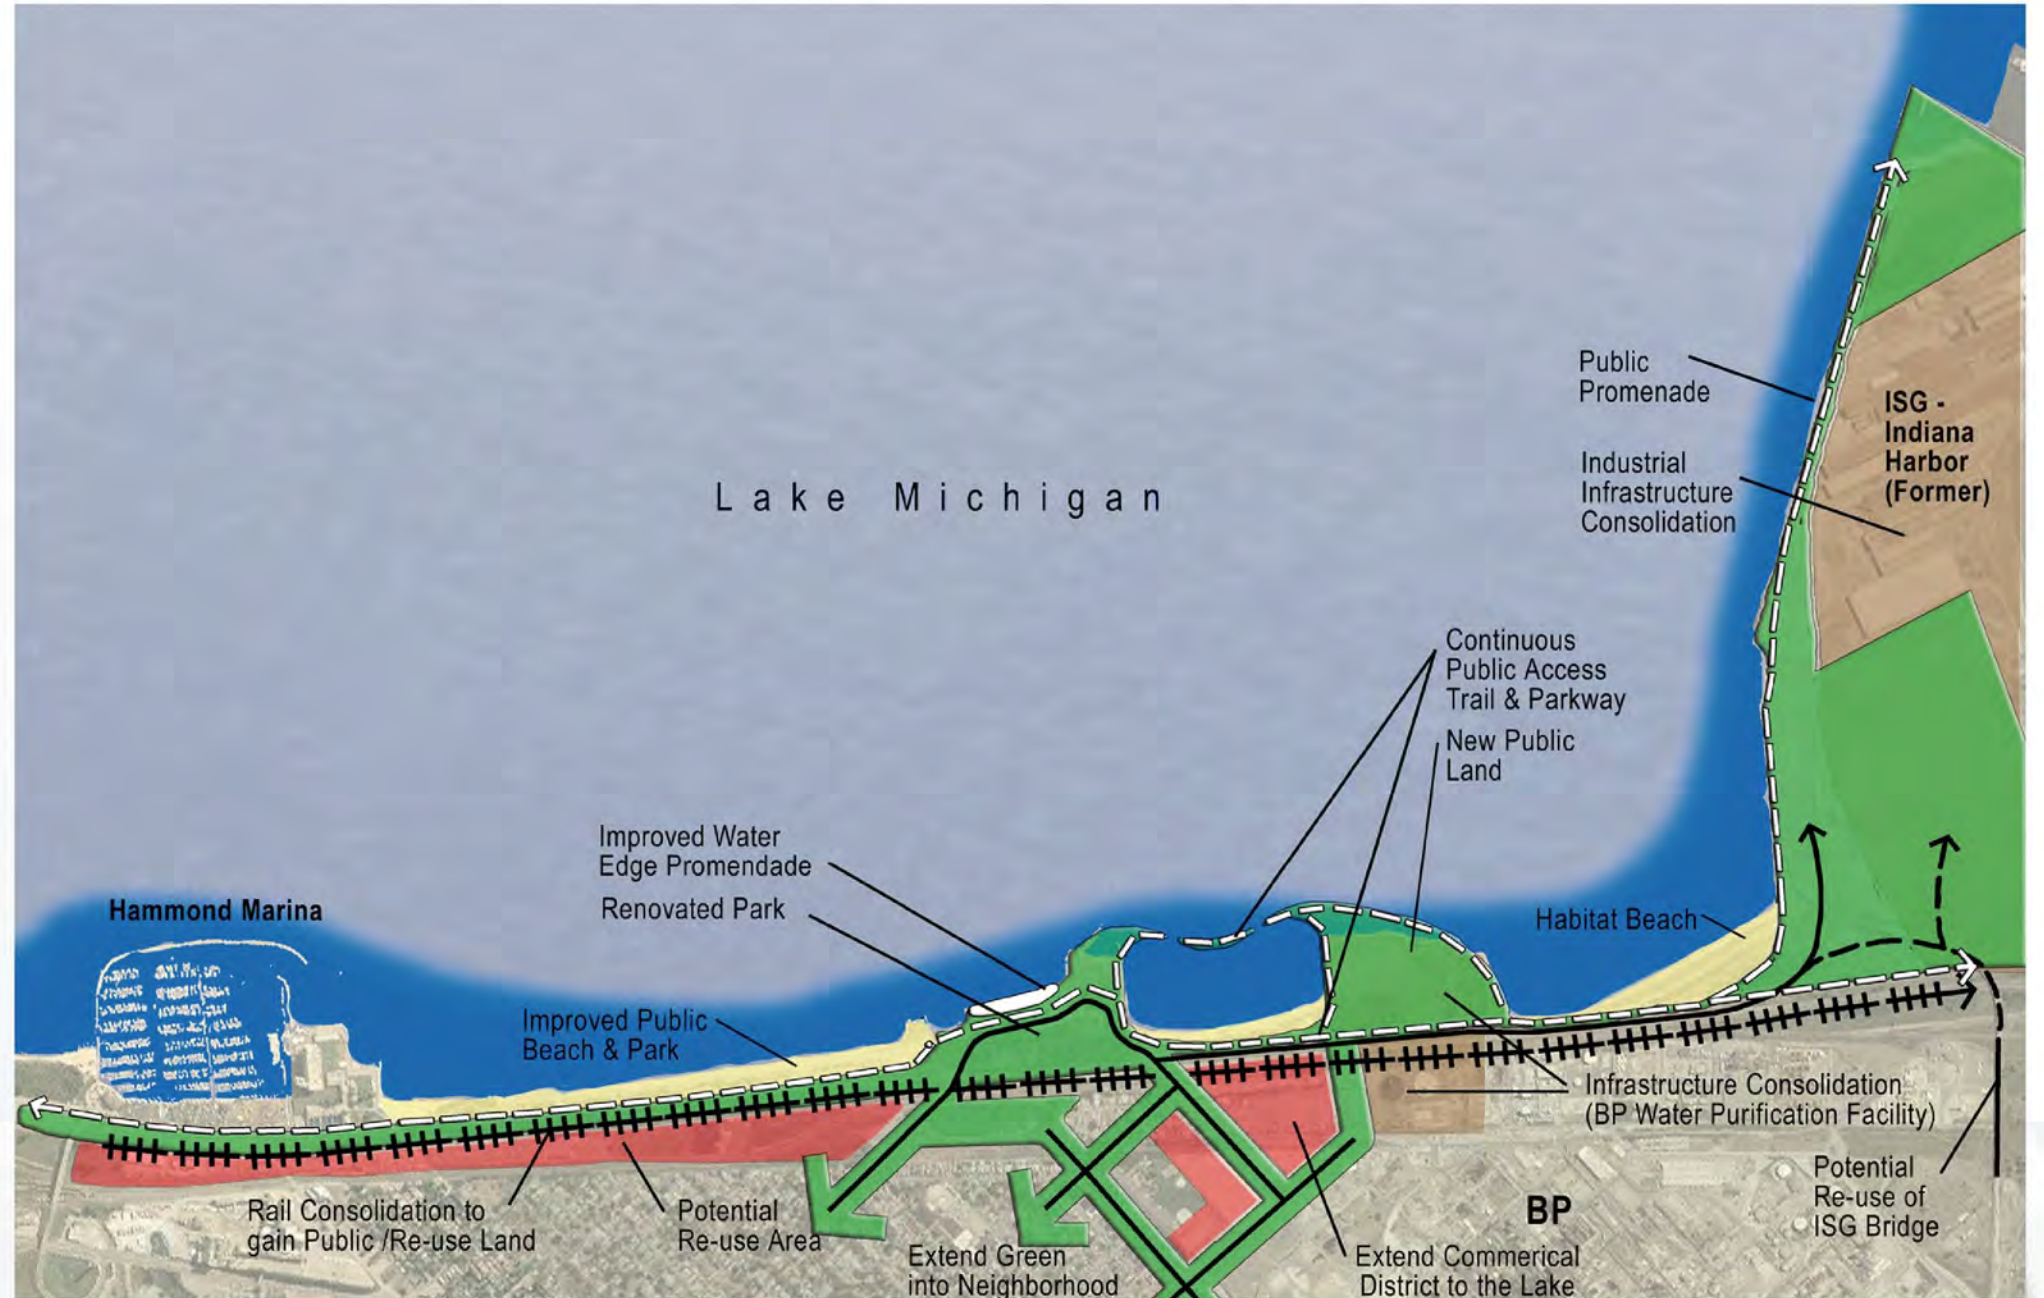 Public
Promenade
ISG -
Indiana
Harbor
(Former)
Industrial
Infrastructure
Consolidation
Lake Michigan
Continuous
Public Access
Trail & Parkway
New Public
Land
Improved Water
Edge Promendade
Renovated Park
Hammond Marina
Habitat Beach
Improved Public
Beach & Park
Infrastructure Consolidation
(BP Water Purification Facility)
Potential
Re-use of
ISG Bridge
Rail Consolidation to
gain Public /Re-use Land
Potential
Re-use Area
BP
Extend Green
into Neighborhood
Extend Commerical
District to the Lake